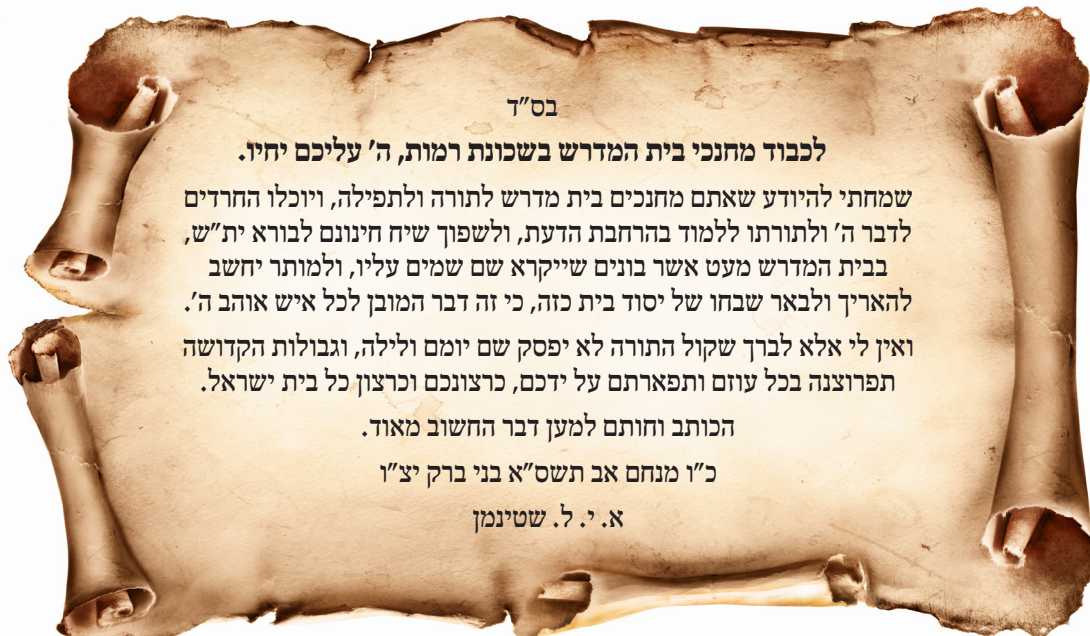 בס"ד
לכבוד מחנכי בית המדרש בשכונת רמות, ה' עליכם יחיו.
שמחתי להיודע שאתם מחנכים בית מדרש לתורה ולתפילה, ויוכלו החרדים
לדבר ה' ולתורתו ללמוד בהרחבת הדעת, ולשפוך שיח חינונם לבורא ית"ש,
בבית המדרש מעט אשר בונים שייקרא שם שמים עליו, ולמותר יחשב
להאריך ולבאר שבחו של יסוד בית כזה, כי זה דבר המובן לכל איש אוהב ה'.
ואין לי אלא לברך שקול התורה לא יפסק שם יומם ולילה, וגבולות הקדושה
תפרוצנה בכל עוזם ותפארתם על ידכם, כרצונכם וכרצון כל בית ישראל.
הכותב וחותם למען דבר החשוב מאוד.
כ"ו מנחם אב תשס"א בני ברק יצ"ו
א. י. ל. שטינמן